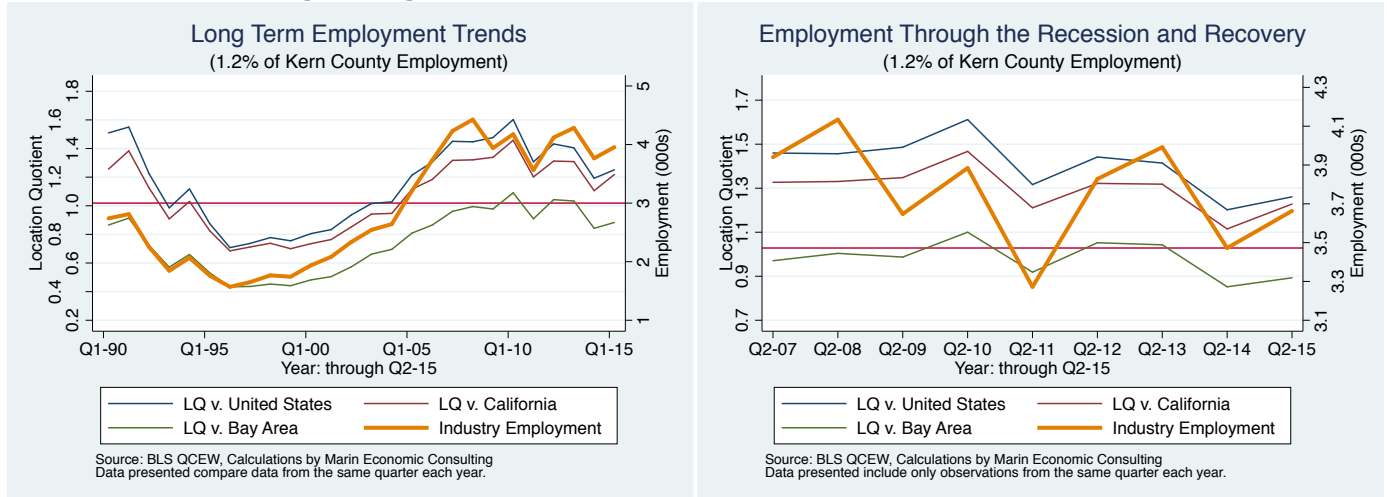 Long Term Employment Trends
(1.2% of Kern County Employment)
Location Quotient
0.2 0.4 0.6 0.8 1.0 1.2 1.4 1.6 1.8
Employment (000s)
1 2 3 4 5
Q1-90 Q1-95 Q1-00 Q1-05 Q1-10 Q1-15
Year: through Q2-15
LQ v. United States LQ v. California
LQ v. Bay Area Industry Employment
Source: BLS QCEW, Calculations by Marin Economic Consulting
Data presented compare data from the same quarter each year.
Employment Through the Recession and Recovery
(1.2% of Kern County Employment)
Location Quotient
0.7 0.9 1.1 1.3 1.5 1.7
Employment (000s)
3.1 3.3 3.5 3.7 3.9 4.1 4.3
Q2-07 Q2-08 Q2-09 Q2-10 Q2-11 Q2-12 Q2-13 Q2-14 Q2-15
Year: through Q2-15
LQ v. United States LQ v. California
LQ v. Bay Area Industry Employment
Source: BLS QCEW, Calculations by Marin Economic Consulting
Data presented include only observations from the same quarter each year.